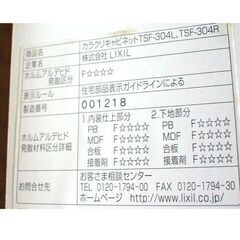 商品名 カラクリキャビネットTSF-304L、TSF-304R
企業名 株式会社 LIXIL
ホルムアルデヒド発散区分 F☆☆☆☆
表示ルール 住宅部品表示ガイドラインによる
製造番号 001218
ホルムアルデヒド発散材料区分詳細
1.内装仕上部分 2.下地部分
PB F☆☆☆☆ PB F☆☆☆☆
MDF F☆☆☆☆ MDF F☆☆☆☆
合板 F☆☆☆☆ 合板 F☆☆☆☆
接着剤 F☆☆☆☆ 接着剤 F☆☆☆☆
お問合せ先 お客さま相談センター
TEL 0120-1794-00 FAX 0120-1794-30
ホームページ http://www.lixil.co.jp/